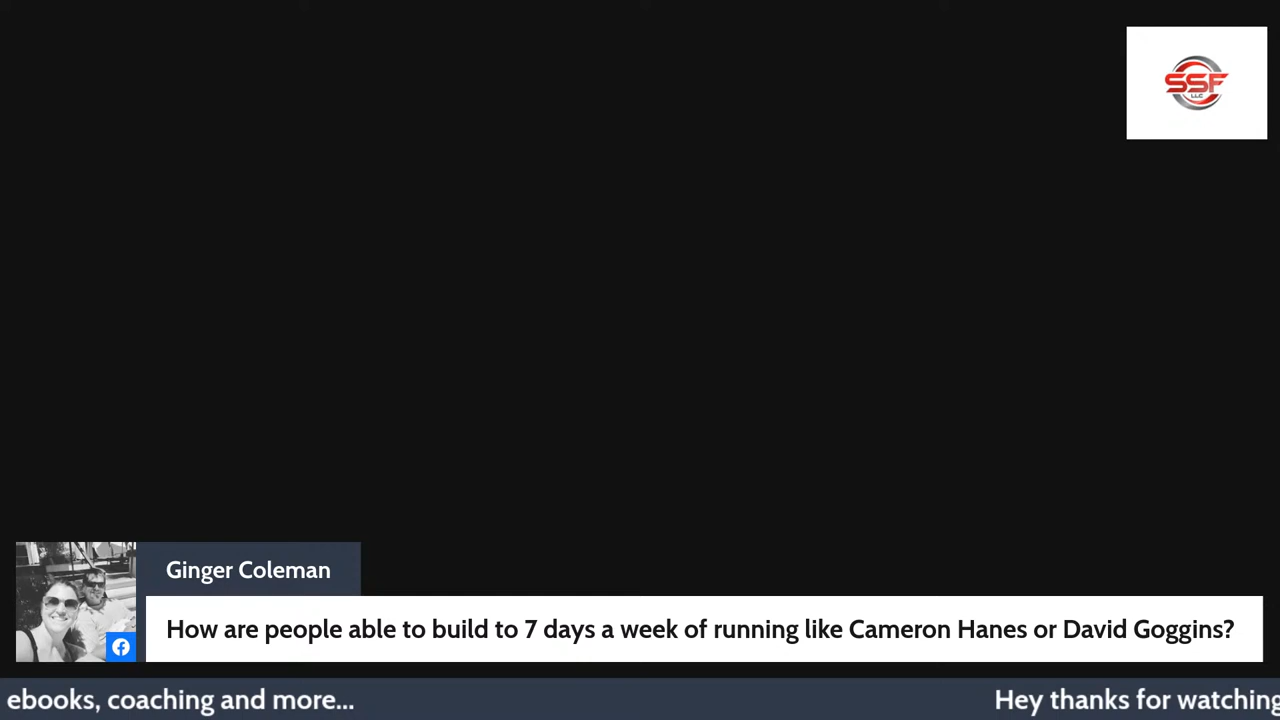 SSF
LLC
Ginger Coleman
How are people able to build to 7 days a week of running like Cameron Hanes or David Goggins?
ebooks, coaching and more... Hey thanks for watching